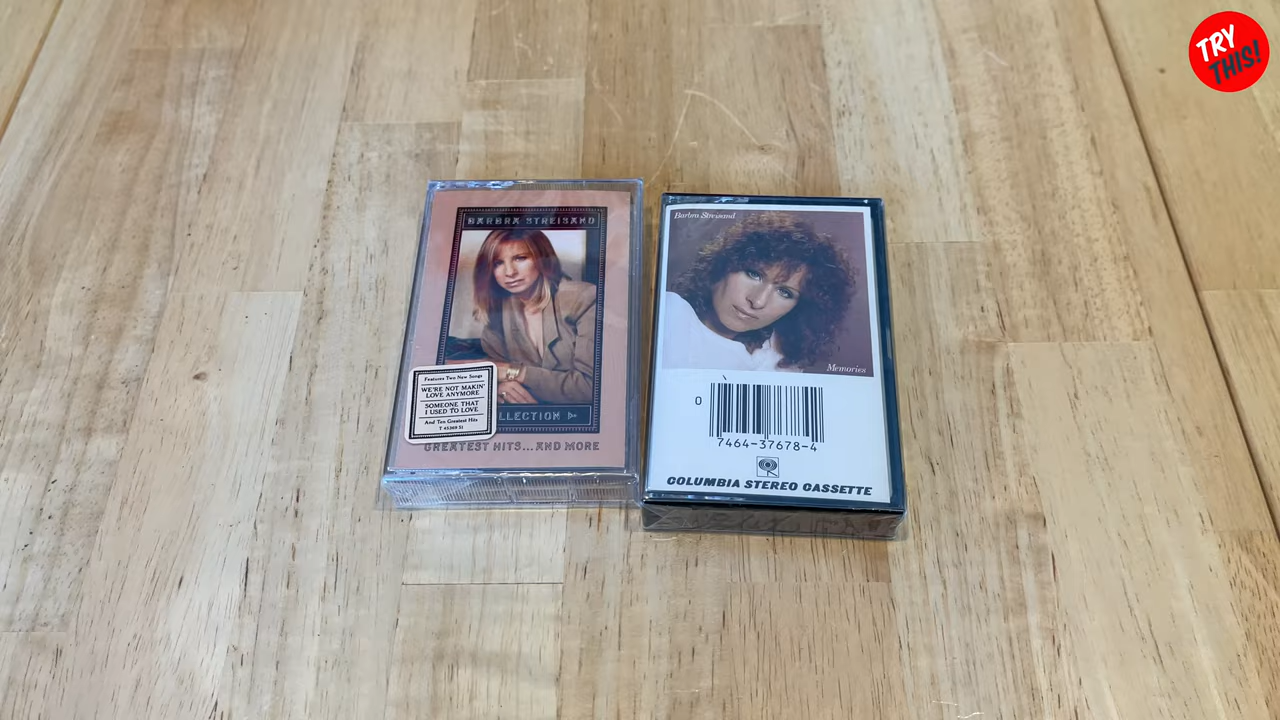 TRY
THIS!
BARBRA STREISAND
Features Two New Songs
WE'RE NOT MAKIN'
LOVE ANYMORE
SOMEONE THAT
I USED TO LOVE
And Ten Greatest Hits
T 45369 S1
LLECTION
GREATEST HITS...AND MORE
Barbra Streisand
Memories
0
7464-37678-4
COLUMBIA STEREO CASSETTE